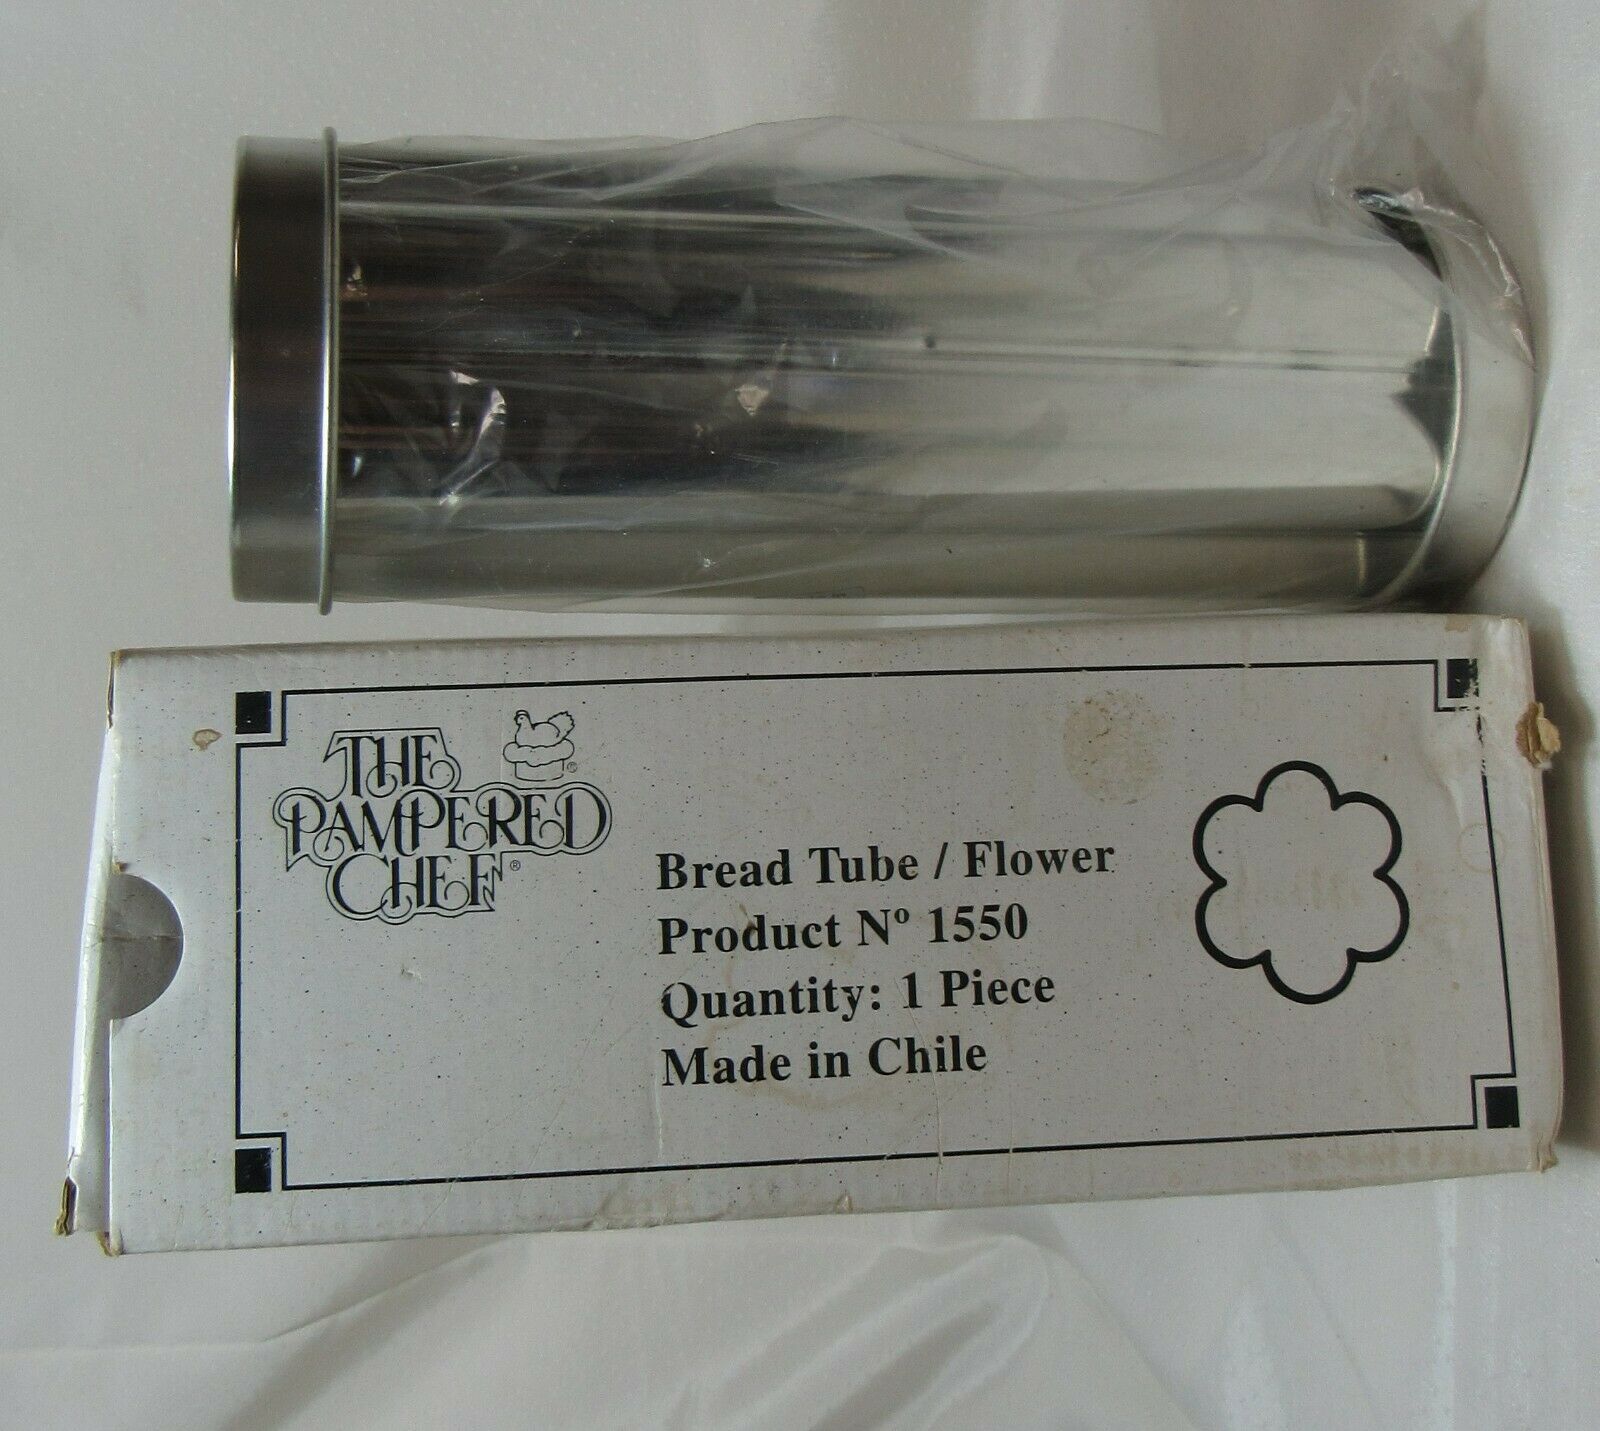 THE
PAMPERED
CHEF®
®
Bread Tube / Flower
Product Nº 1550
Quantity: 1 Piece
Made in Chile